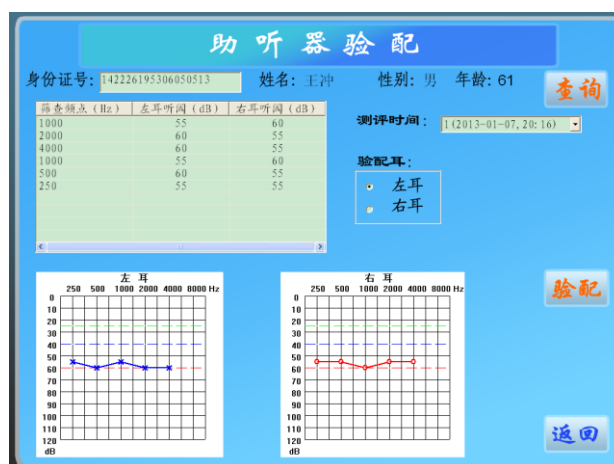 助听器验配
身份证号: 142226195306050513 姓名: 王冲 性别: 男 年龄: 61
查询
筛查频点 (Hz) 左耳听阈 (dB) 右耳听阈 (dB)
1000 55 60
2000 60 55
4000 60 55
1000 55 60
500 60 55
250 55 55
测评时间: 1(2013-01-07, 20:16)
验配耳:
左耳
右耳
左 耳
250 500 1000 2000 4000 8000 Hz
0
10
20
30
40
50
60
70
80
90
100
110
120
dB
右 耳
250 500 1000 2000 4000 8000 Hz
0
10
20
30
40
50
60
70
80
90
100
110
120
dB
验配
返回